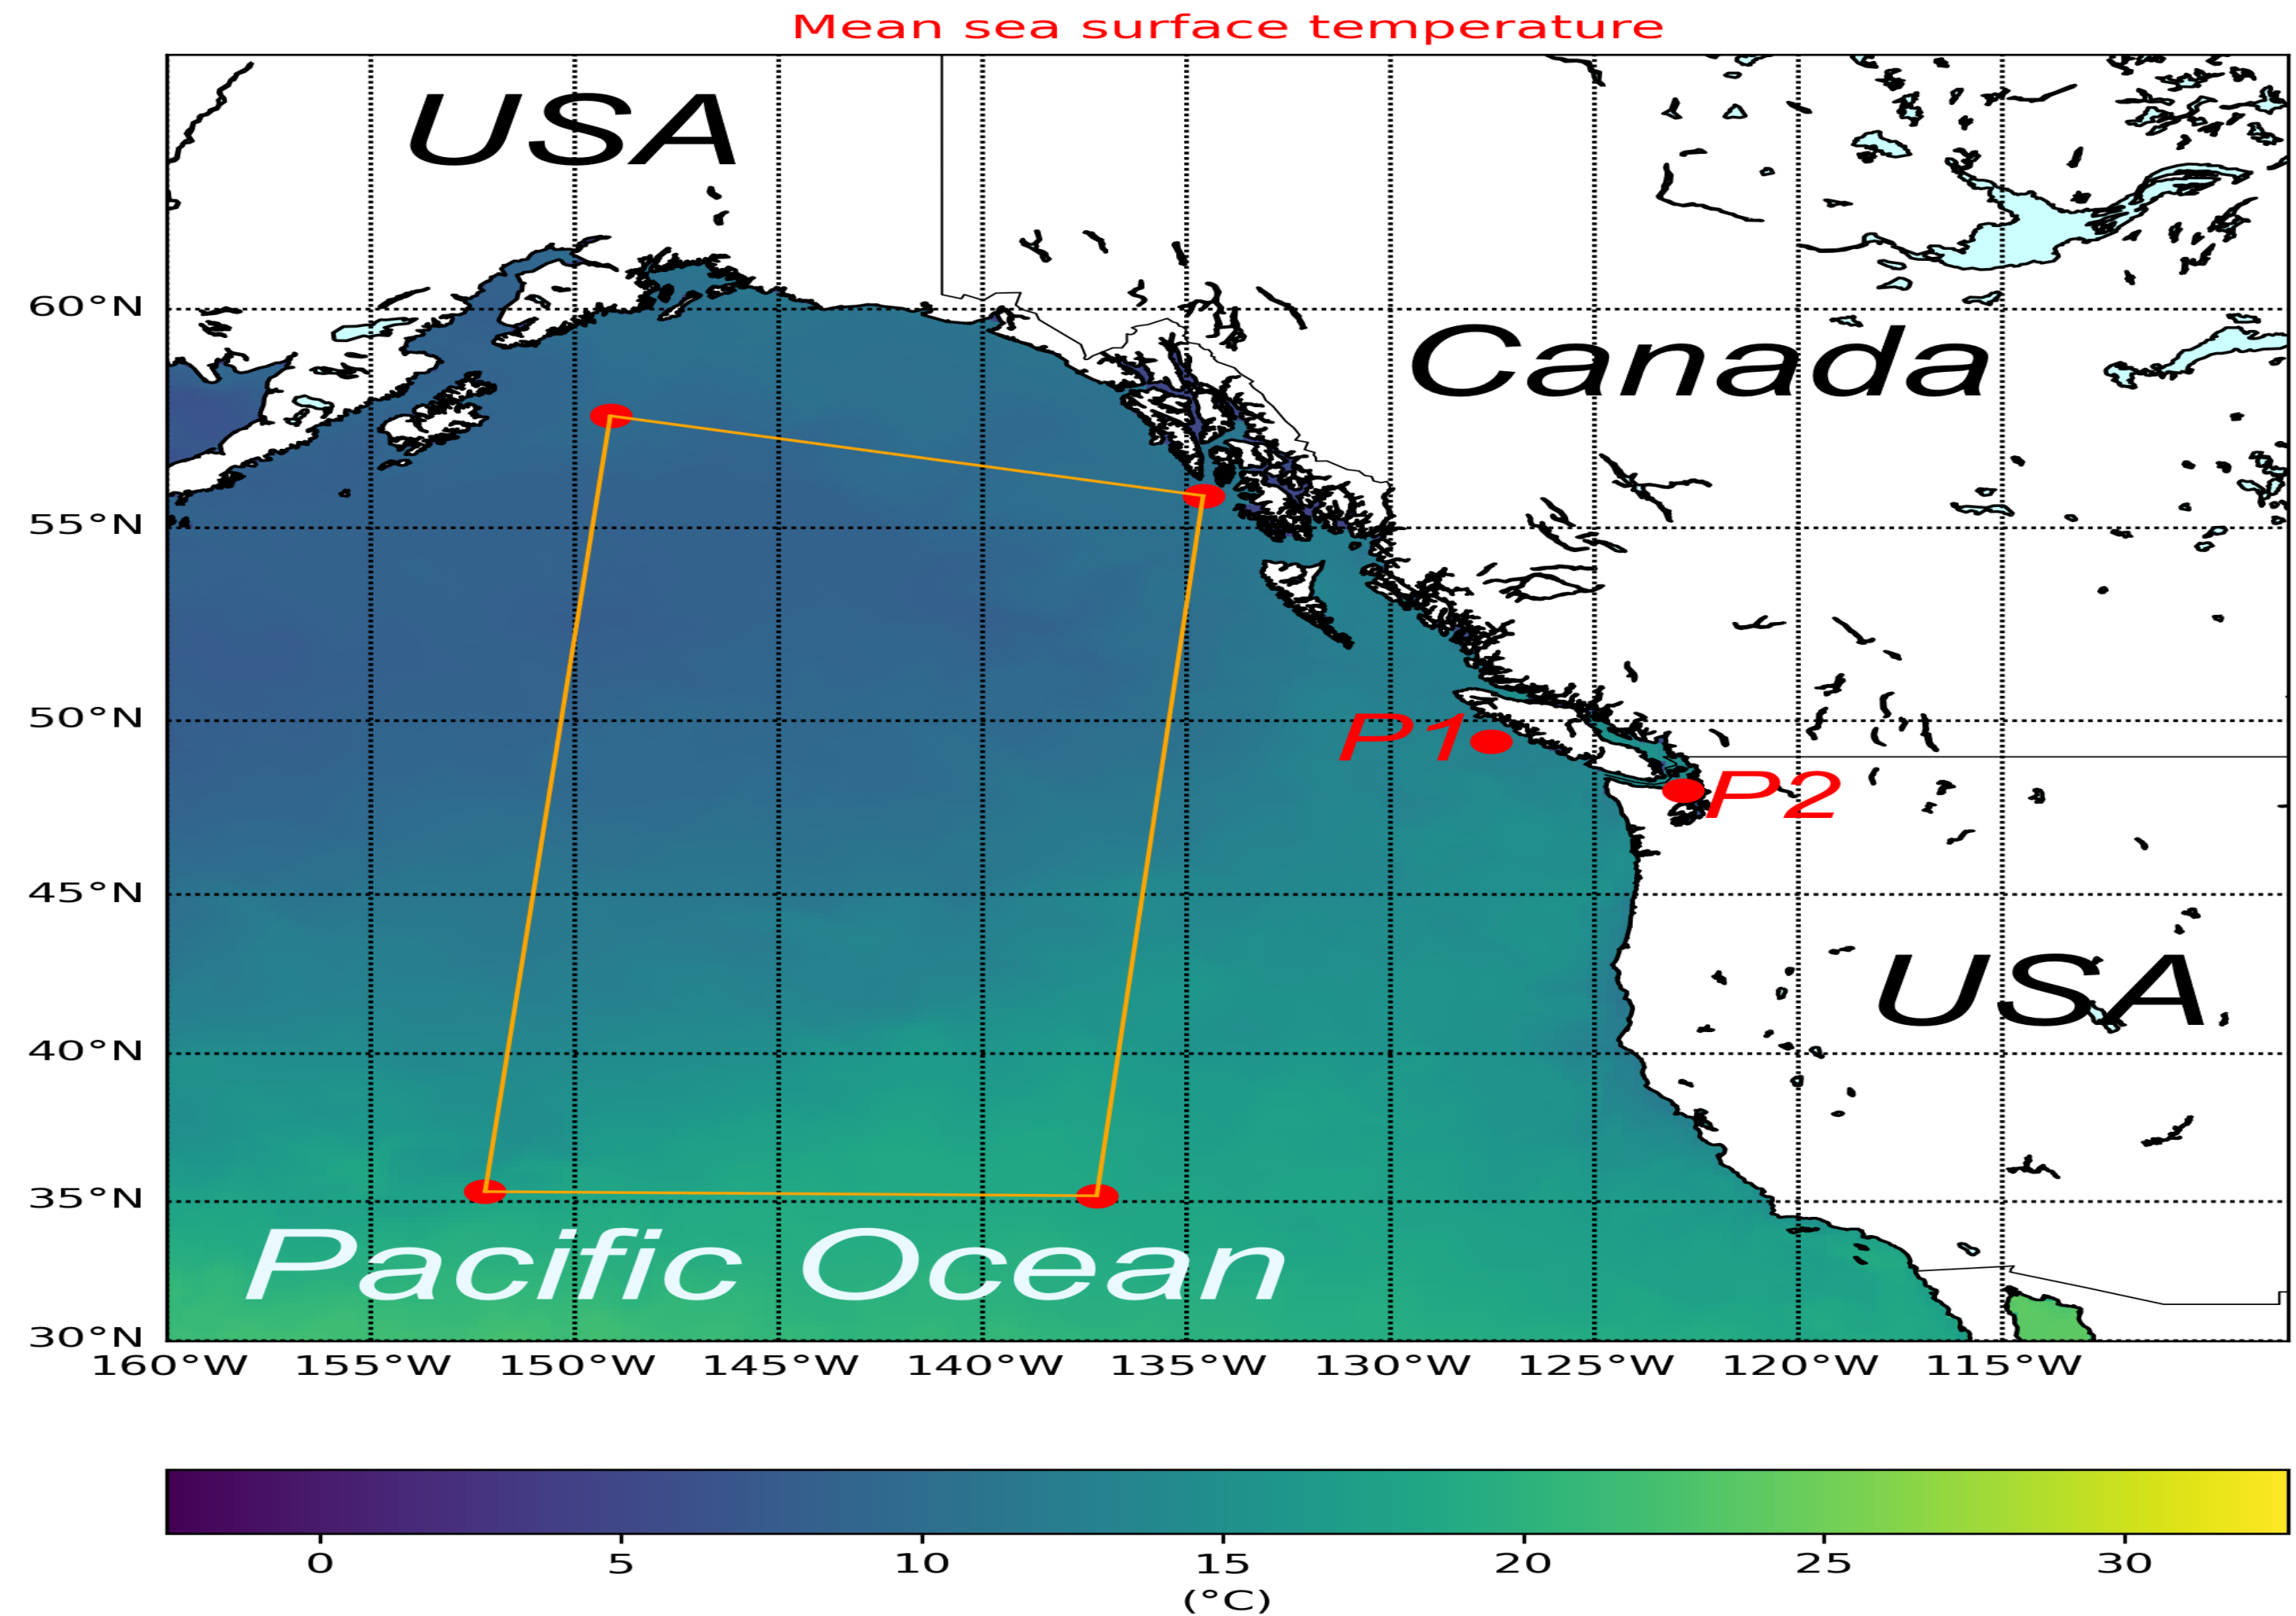 Mean sea surface temperature
USA
60°N
Canada
55°N
50°N
P1
P2
45°N
USA
40°N
35°N
Pacific Ocean
30°N
160°W 155°W 150°W 145°W 140°W 135°W 130°W 125°W 120°W 115°W
0 5 10 15 20 25 30
(°C)